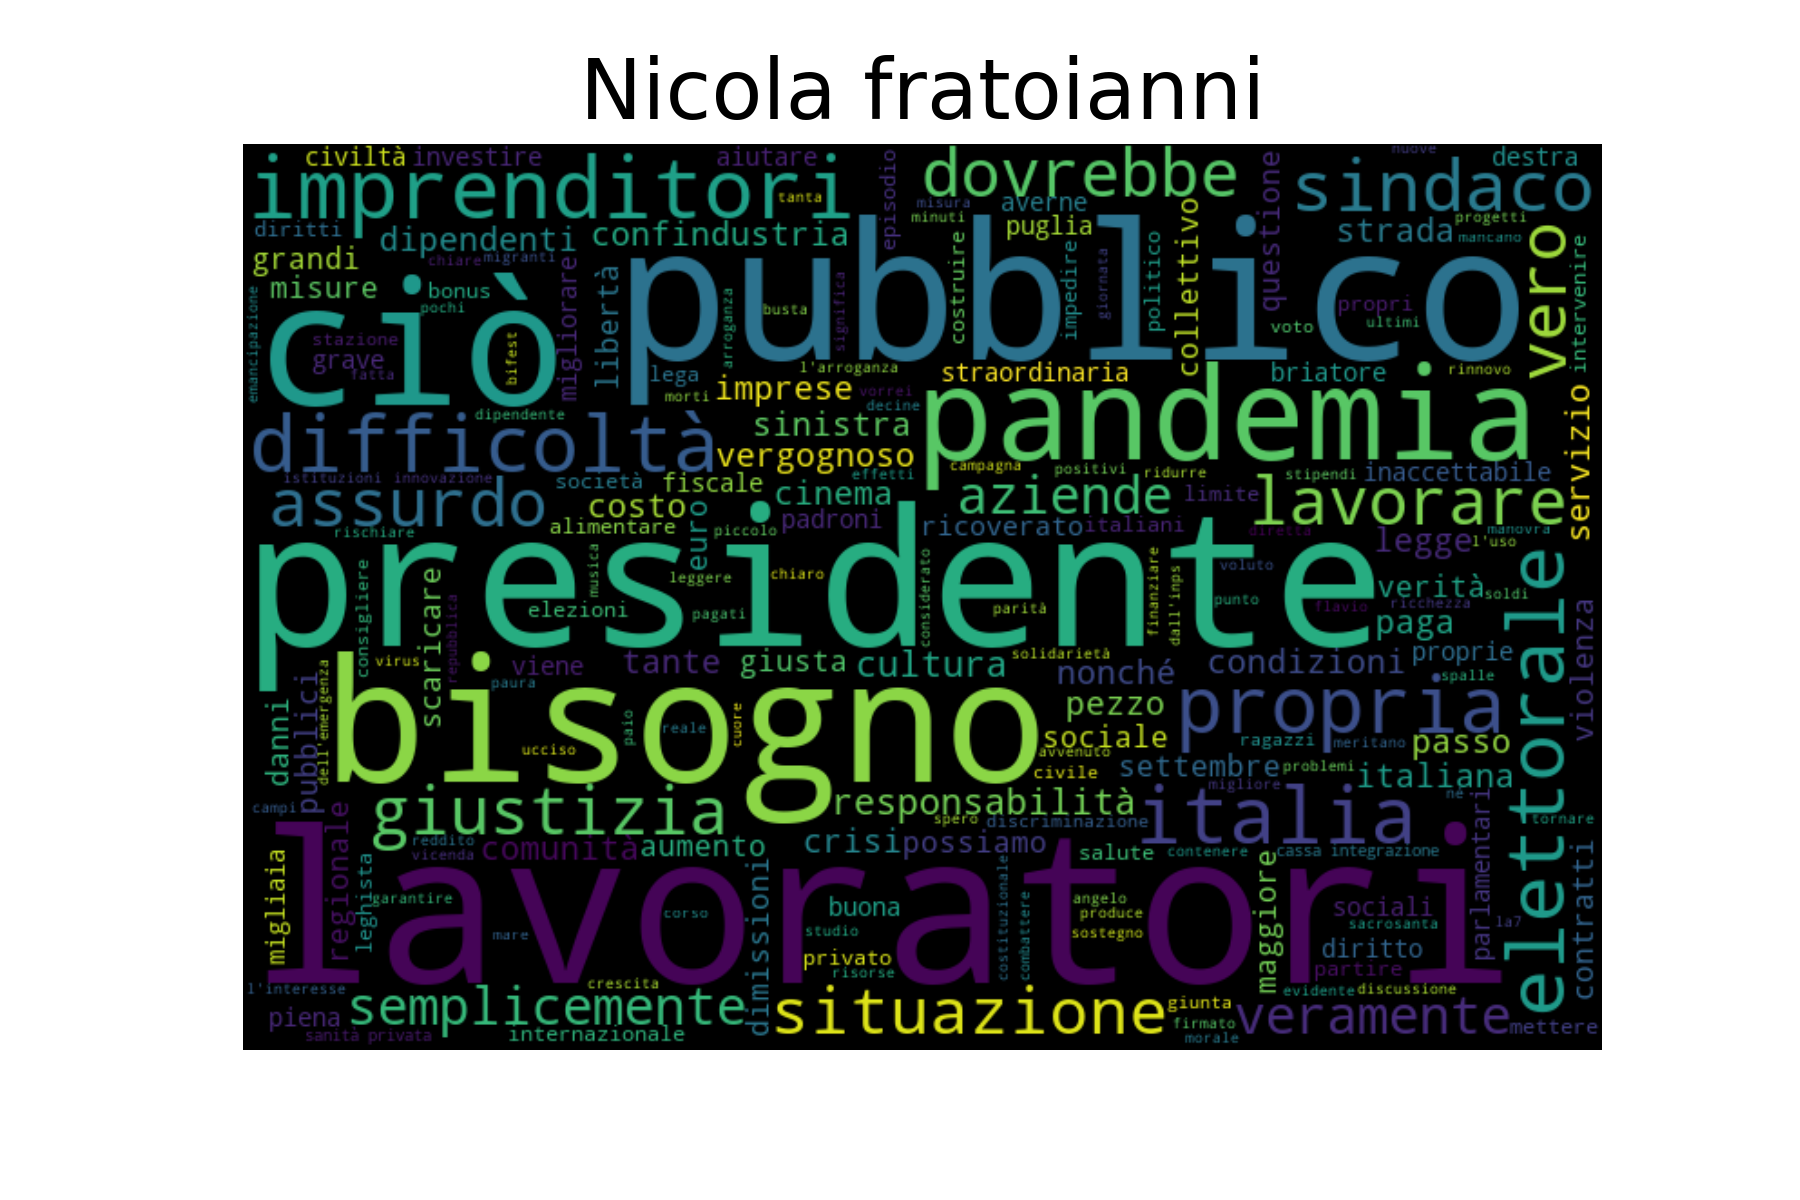 Nicola fratoianni
civiltà investire aiutare episodio dovrebbe questione nuove destra
imprenditori tanta misura averne collettivo sindaco
diritti dipendenti confindustria minuti puglia strada progetti
grandi chiare migranti migliorare libertà pubblico mancano vero intervenire
misure bonus arroganza busta significa costruire impedire giornata politico propri
emancipazione ciò pochi voto ultimi
stazione bifest
grave fatta lega l'arroganza straordinaria briatore rinnovo
dipendente morti imprese vorrei decine pandemia servizio
difficoltà sinistra
vergognoso campagna positivi ridurre
istituzioni innovazione società fiscale effetti stipendi inaccettabile
assurdo costo cinema aziende limite lavorare
rischiare alimentare euro piccolo padroni ricoverato italiani diretta legge manovra l'uso
presidente
consigliere scaricare repubblica musica leggere chiaro considerato finanziare dall'inps voluto verità soldi
elezioni pagati parità punto flavio ricchezza elettorale violenza
paga
virus viene tante giusta cultura solidarietà nonché condizioni proprie
pubblici dell'emergenza bisogno paura spalle
danni ucciso paio reale cuore pezzo propria
sociale ragazzi meritano passo
avvenuto civile settembre problemi italiana
campi giustizia responsabilità migliore italia né parlamentari
regionale spero discriminazione tornare
reddito comunità aumento crisi possiamo
migliaia leghista vicenda dimissioni salute contenere cassa integrazione contratti
lavoratori
garantire corso buona costituzionale combattere angelo maggiore sociali
mare studio produce sacrosanta la7
privato sostegno diritto
risorse partire
l'interesse crescita evidente discussione
piena semplicemente situazione giunta veramente
sanità privata internazionale firmato mettere
morale